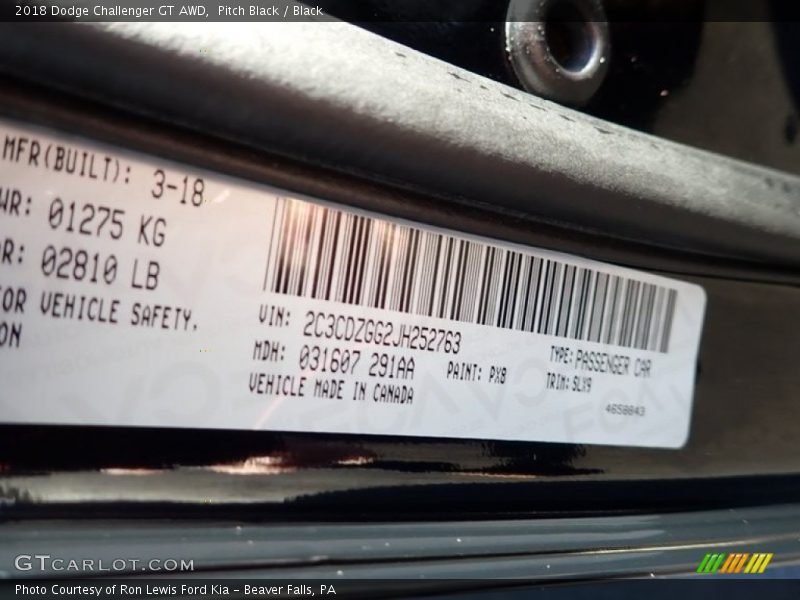 2018 Dodge Challenger GT AWD,  Pitch Black / Black
MFR(BUILT): 3-18
WR: 01275 KG
R: 02810 LB
OR VEHICLE SAFETY.
ON
VIN: 2C3CDZGG2JH252763
MDH: 031607 291AA
PAINT: PX8
VEHICLE MADE IN CANADA
TYPE: PASSENGER CAR
TRIM: SLX9
4658843
GTCARLOT.COM
Photo Courtesy of Ron Lewis Ford Kia - Beaver Falls, PA